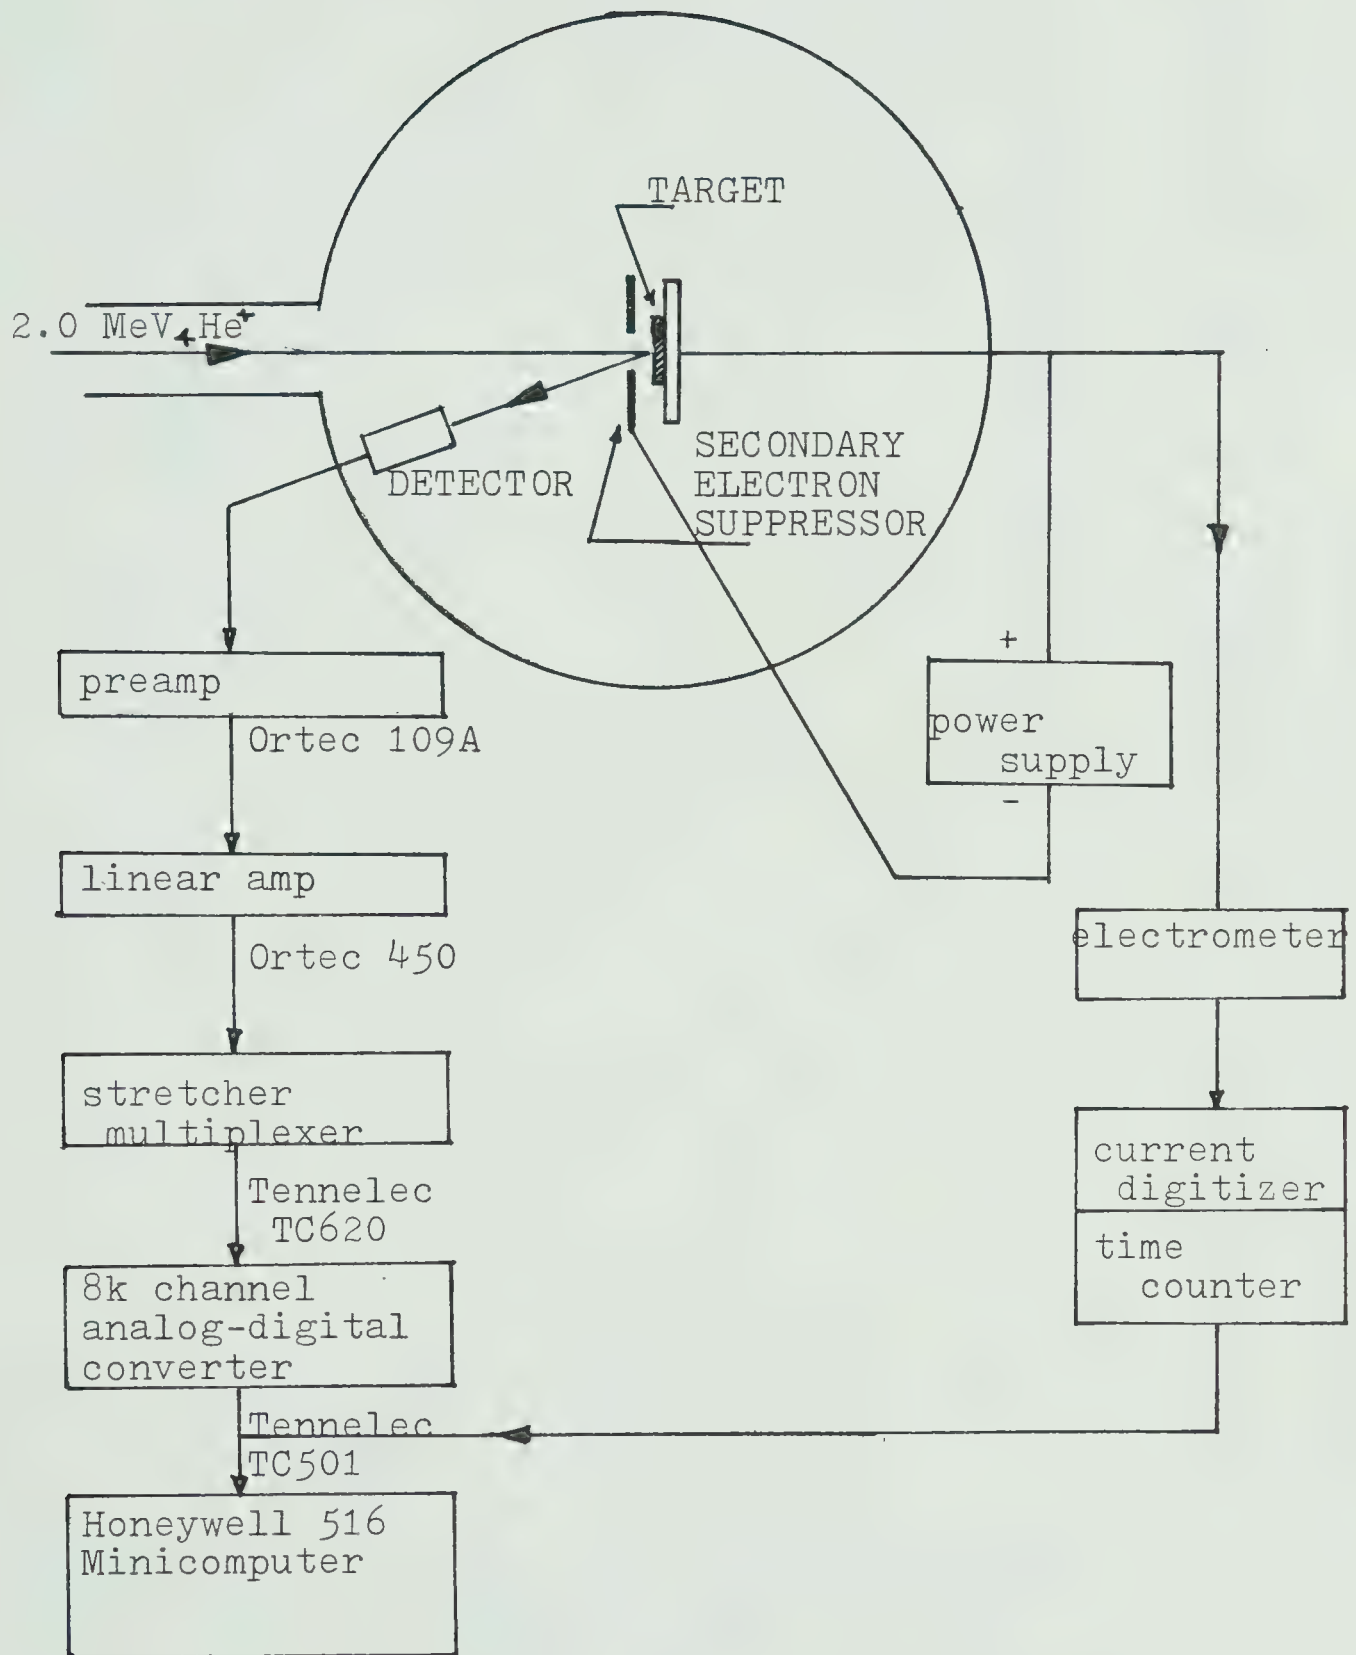 TARGET
2.0 MeV 4He+
DETECTOR
SECONDARY
ELECTRON
SUPPRESSOR
+
power
supply
-
preamp
Ortec 109A
linear amp
Ortec 450
electrometer
stretcher
multiplexer
Tennelec
TC620
current
digitizer
time
counter
8k channel
analog-digital
converter
Tennelec
TC501
Honeywell 516
Minicomputer